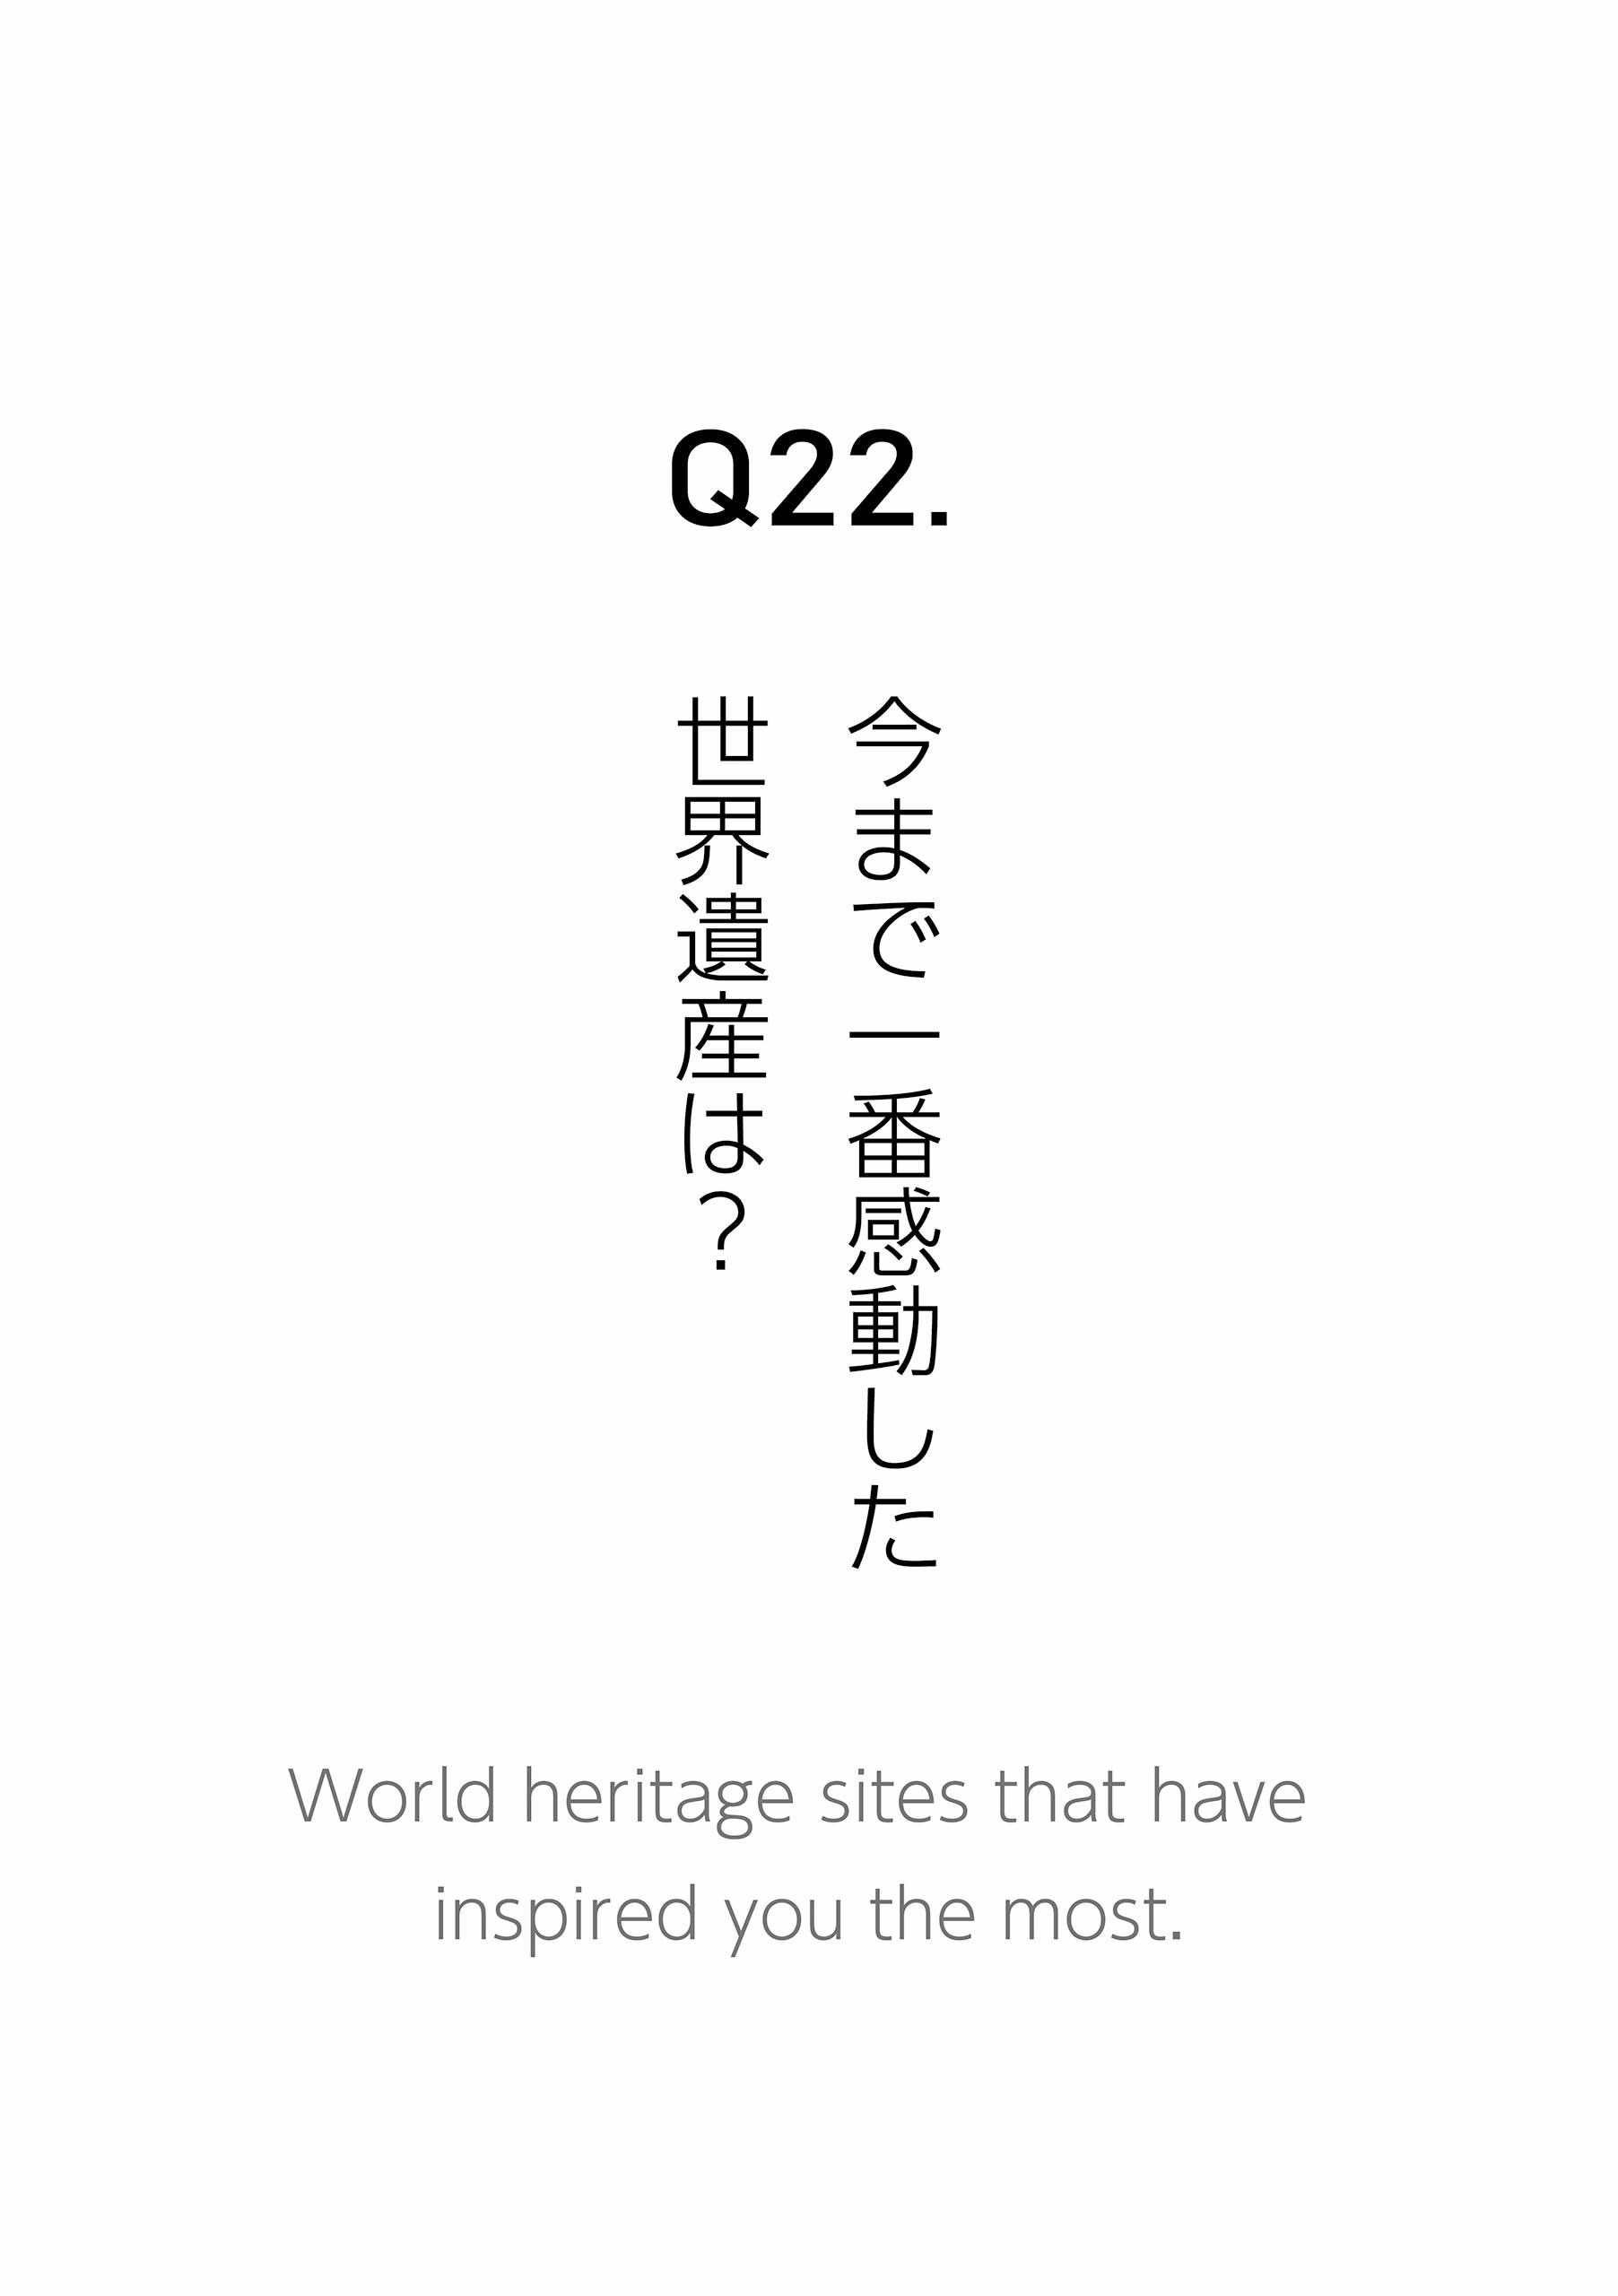 Q22.
今まで一番感動した
世界遺産は？
World heritage sites that have
inspired you the most.